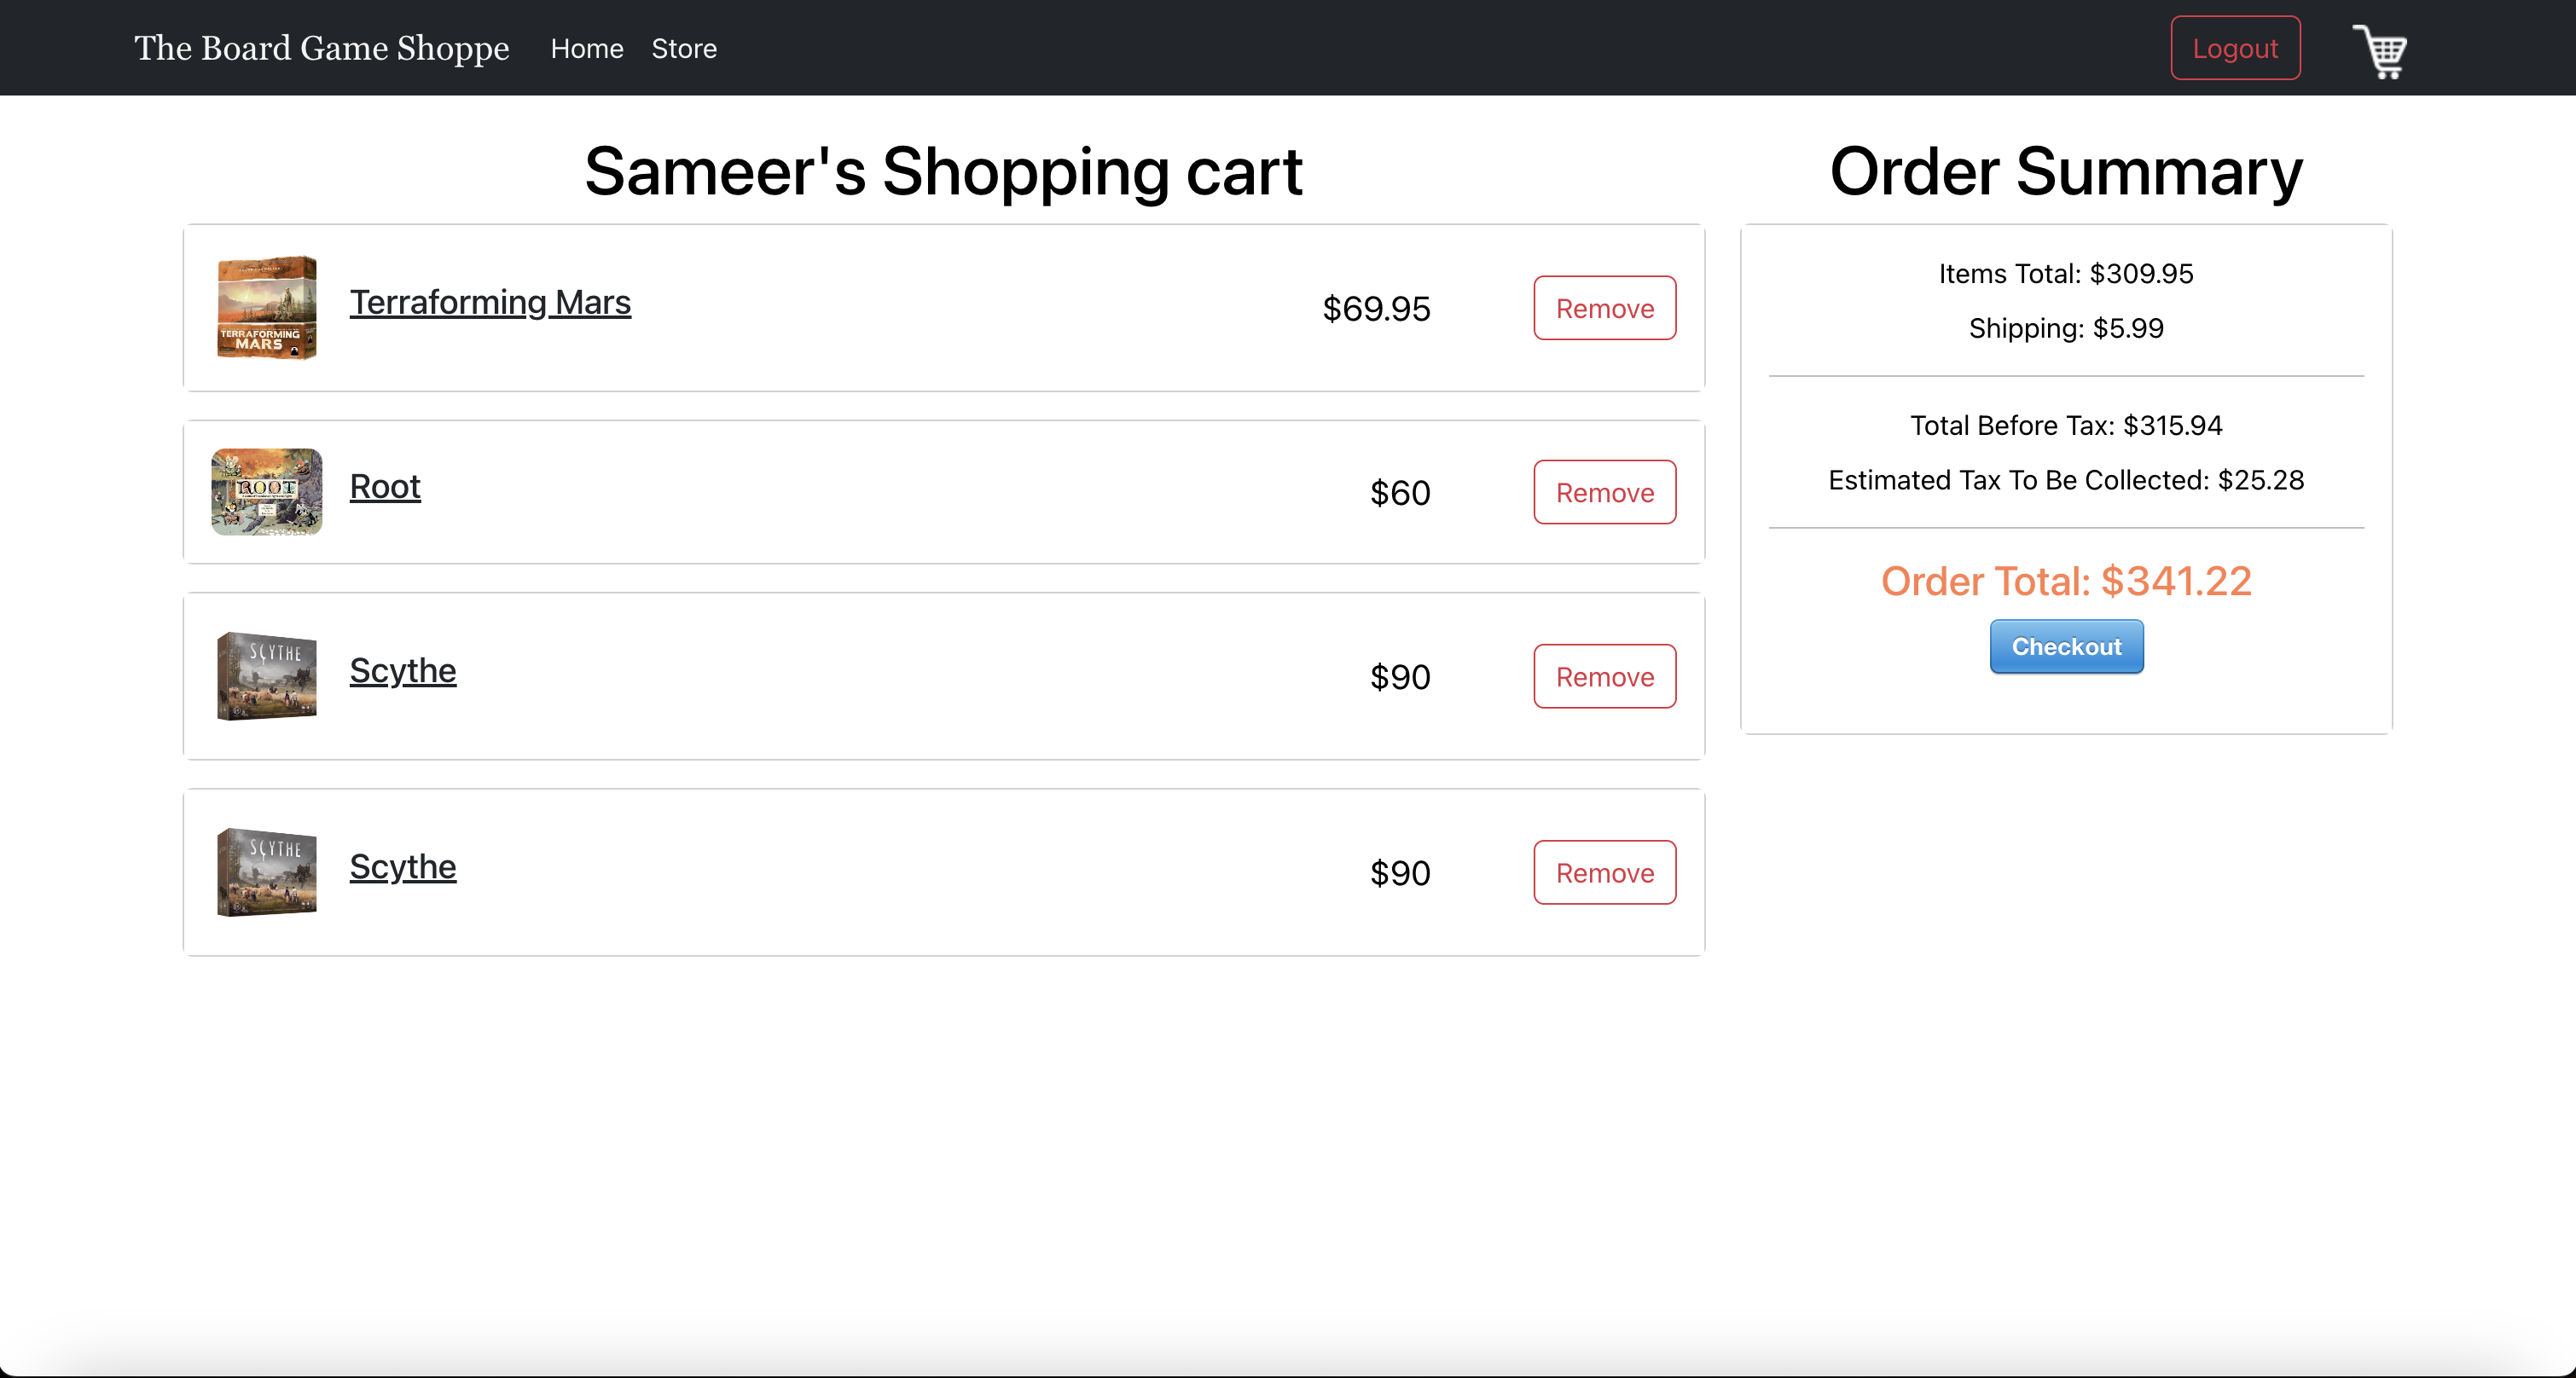 The Board Game Shoppe Home Store Logout
Sameer's Shopping cart
TERRAFORMING
MARS
Terraforming Mars $69.95 Remove
ROOT
Root $60 Remove
SCYTHE
Scythe $90 Remove
SCYTHE
Scythe $90 Remove
Order Summary
Items Total: $309.95
Shipping: $5.99
Total Before Tax: $315.94
Estimated Tax To Be Collected: $25.28
Order Total: $341.22
Checkout